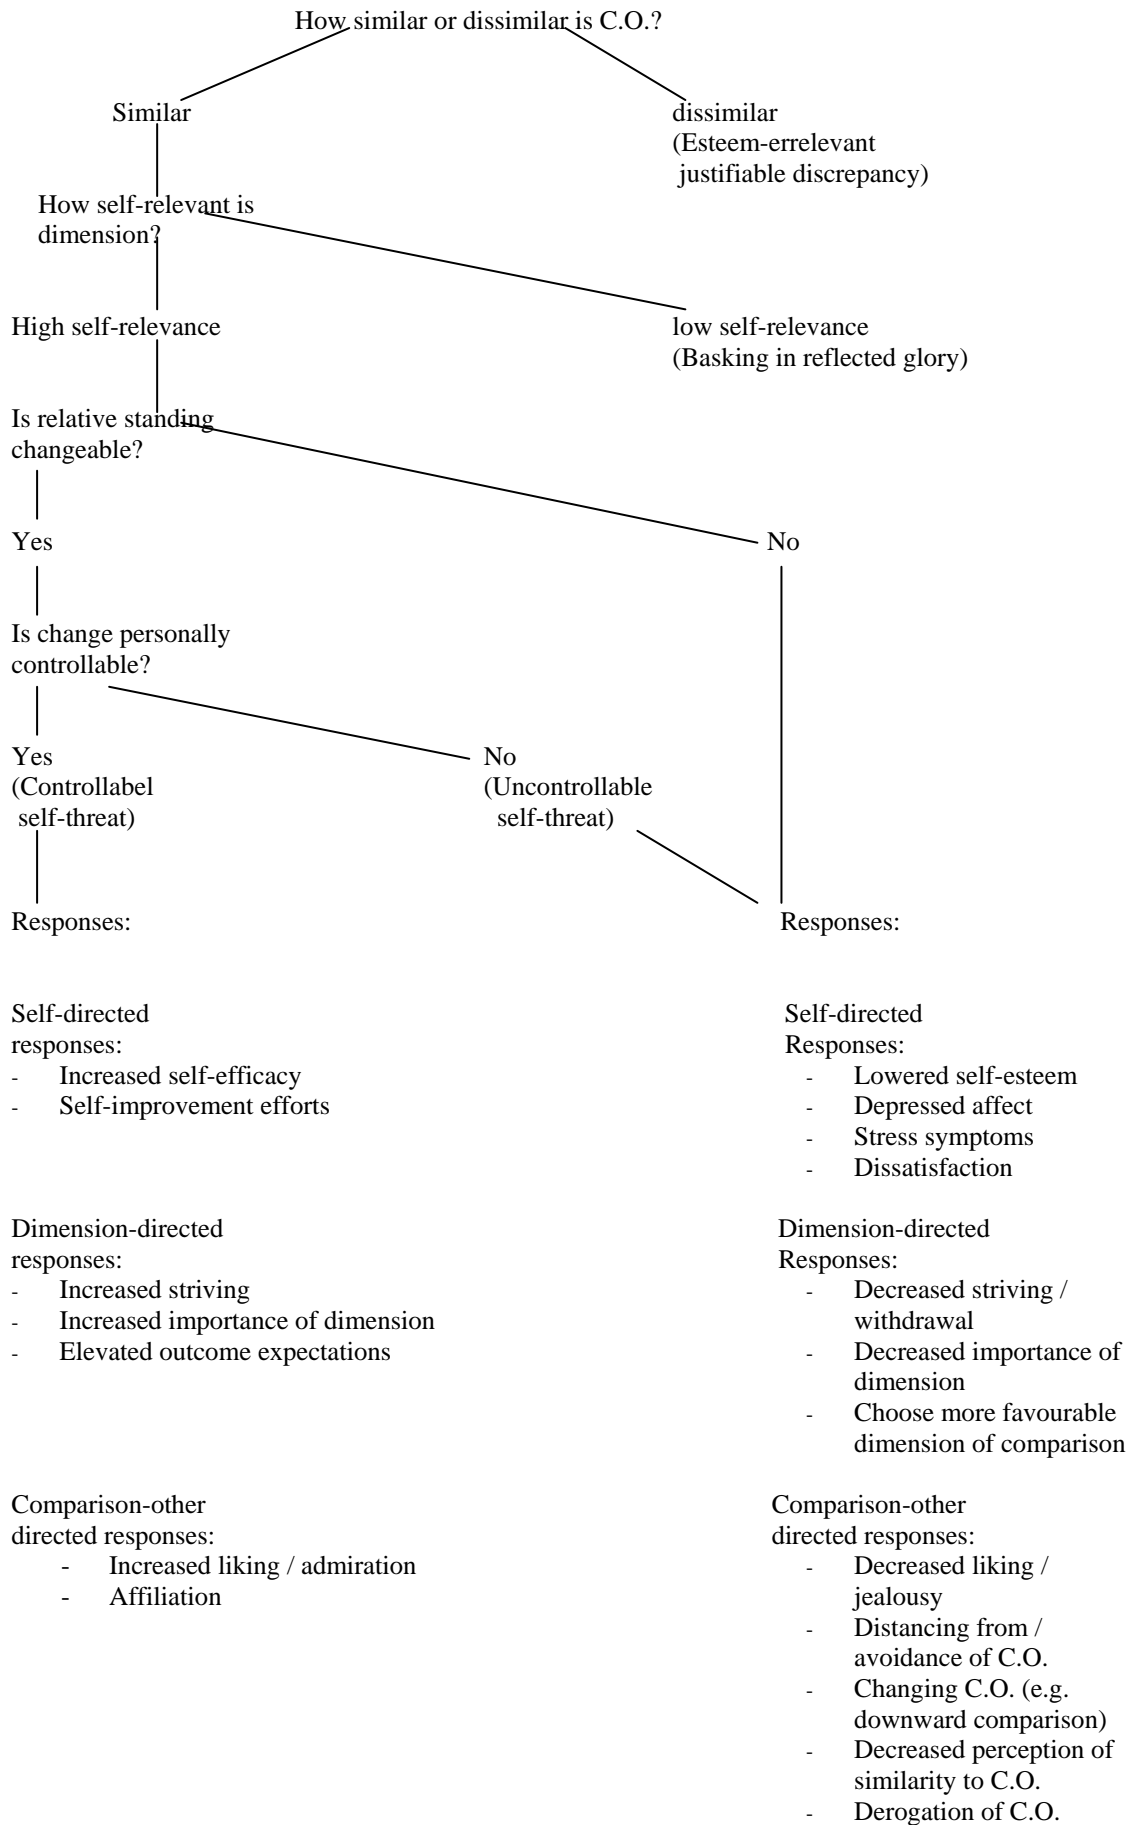 How similar or dissimilar is C.O.?
Similar
dissimilar
(Esteem-errelevant
justifiable discrepancy)
How self-relevant is
dimension?
High self-relevance
low self-relevance
(Basking in reflected glory)
Is relative standing
changeable?
Yes
No
Is change personally
controllable?
Yes
(Controllabel
self-threat)
No
(Uncontrollable
self-threat)
Responses:
Responses:
Self-directed
responses:
- Increased self-efficacy
- Self-improvement efforts
Self-directed
Responses:
- Lowered self-esteem
- Depressed affect
- Stress symptoms
- Dissatisfaction
Dimension-directed
responses:
- Increased striving
- Increased importance of dimension
- Elevated outcome expectations
Dimension-directed
Responses:
- Decreased striving /
withdrawal
- Decreased importance of
dimension
- Choose more favourable
dimension of comparison
Comparison-other
directed responses:
- Increased liking / admiration
- Affiliation
Comparison-other
directed responses:
- Decreased liking /
jealousy
- Distancing from /
avoidance of C.O.
- Changing C.O. (e.g.
downward comparison)
- Decreased perception of
similarity to C.O.
- Derogation of C.O.